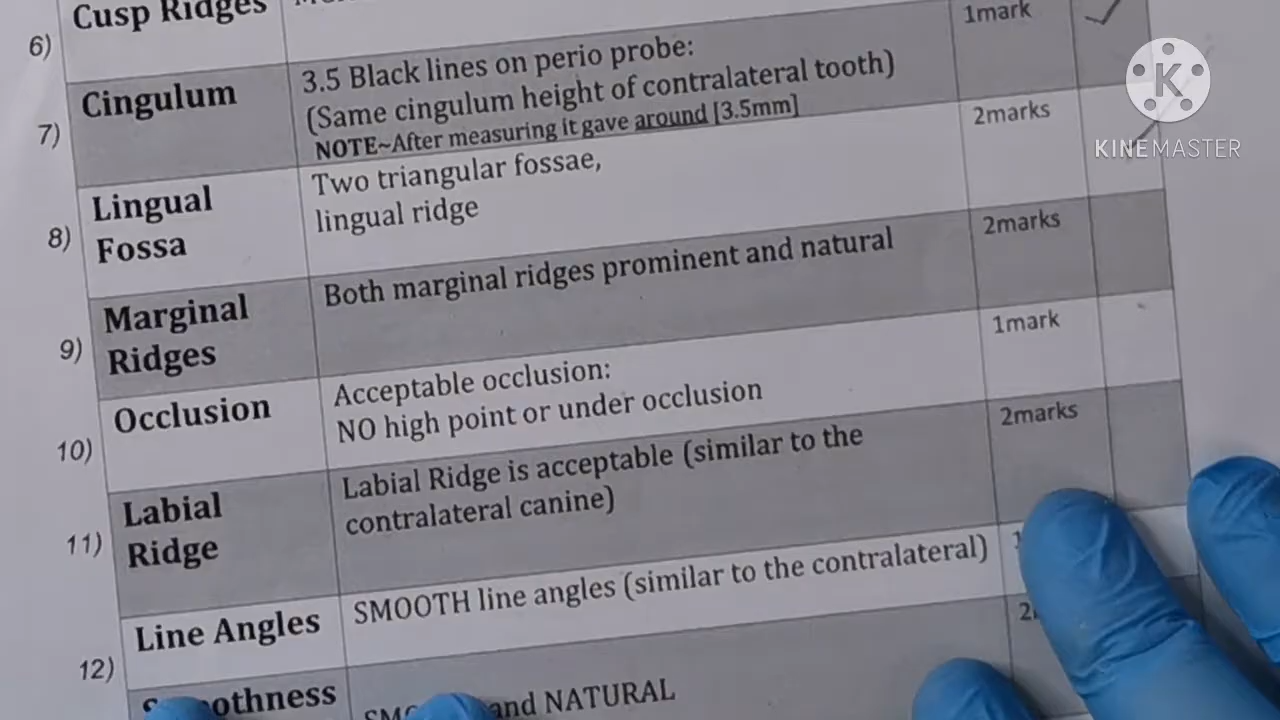 6) Cusp Ridges
1mark
7) Cingulum
3.5 Black lines on perio probe:
(Same cingulum height of contralateral tooth)
NOTE~After measuring it gave around [3.5mm]
2marks
K
KINEMASTER
8) Lingual
Fossa
Two triangular fossae,
lingual ridge
2marks
9) Marginal
Ridges
Both marginal ridges prominent and natural
1mark
10) Occlusion
Acceptable occlusion:
NO high point or under occlusion
2marks
11) Labial
Ridge
Labial Ridge is acceptable (similar to the
contralateral canine)
12) Line Angles
SMOOTH line angles (similar to the contralateral)
and NATURAL